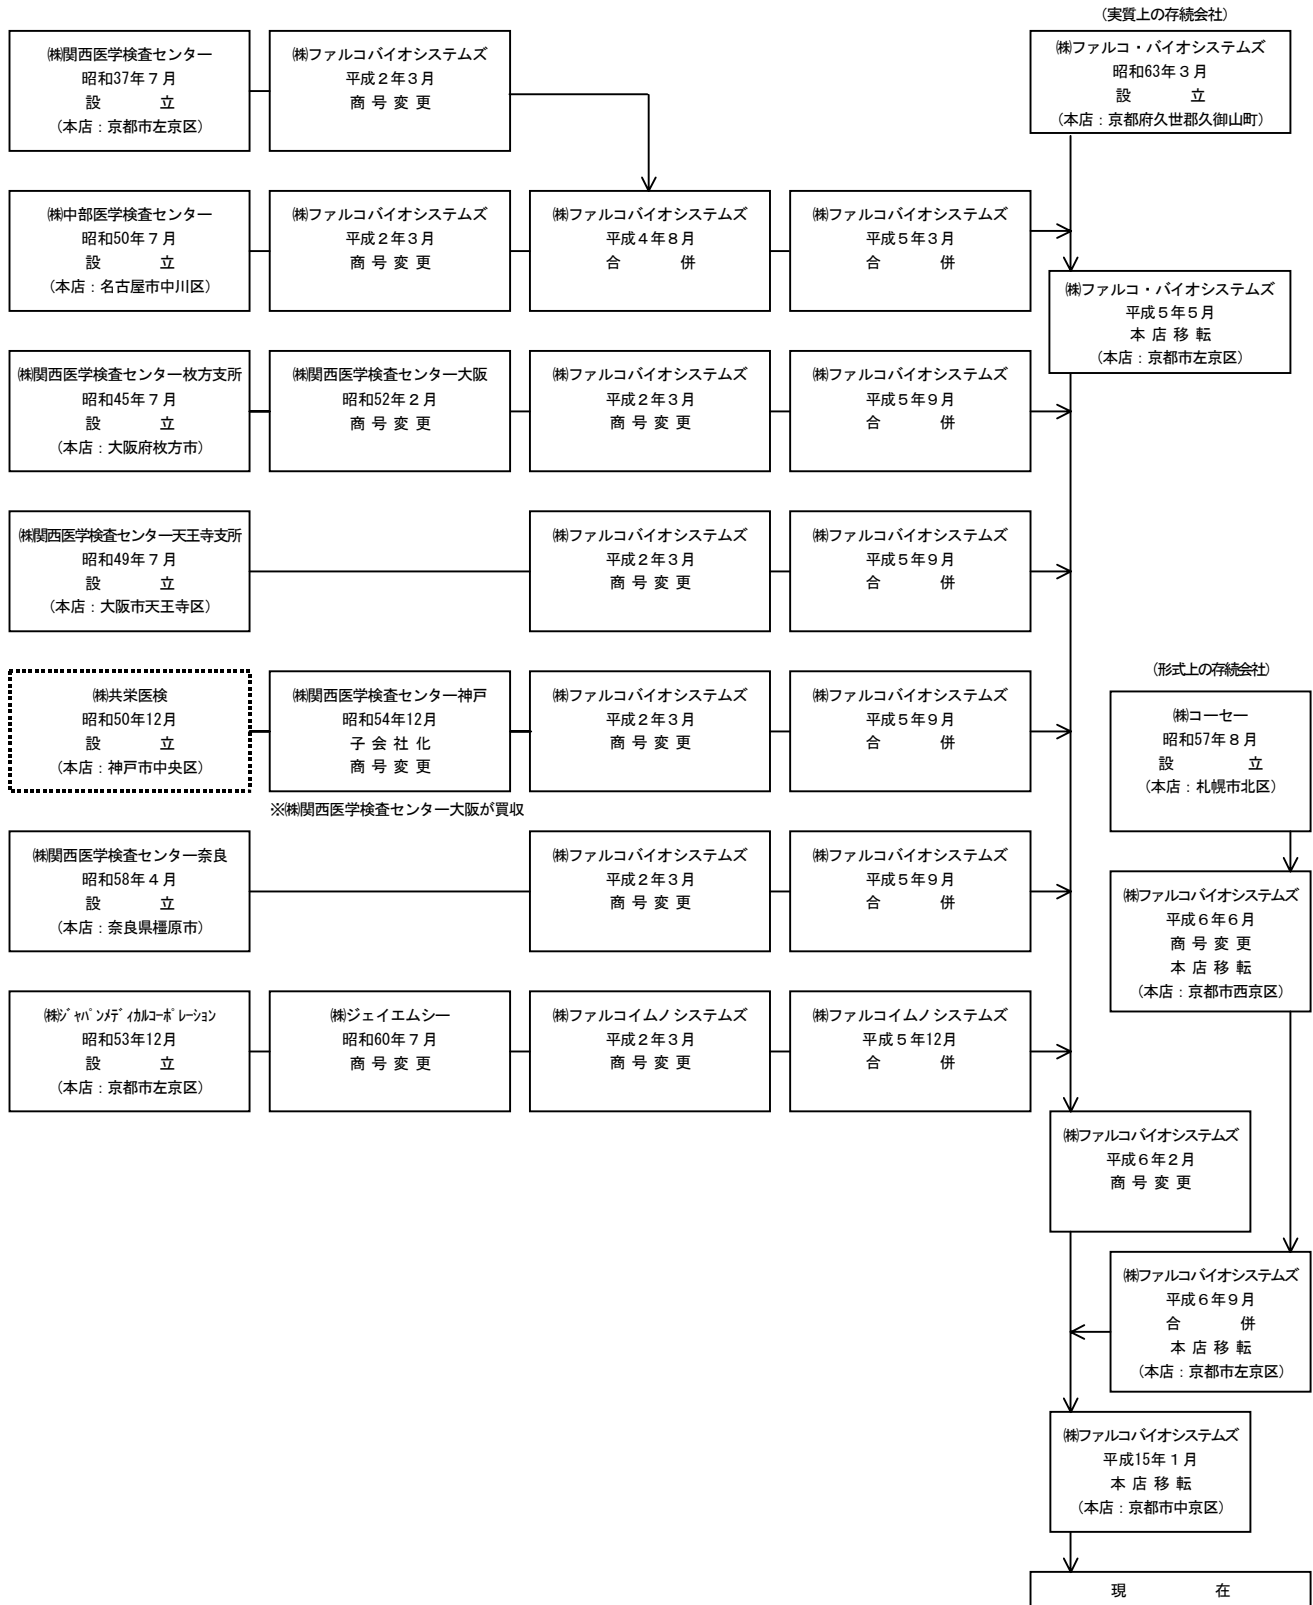 (実質上の存続会社)
㈱関西医学検査センター
昭和37年7月
設 立
(本店：京都市左京区)
㈱ファルコバイオシステムズ
平成2年3月
商号変更
㈱ファルコ・バイオシステムズ
昭和63年3月
設 立
(本店：京都府久世郡久御山町)
㈱中部医学検査センター
昭和50年7月
設 立
(本店：名古屋市中川区)
㈱ファルコバイオシステムズ
平成2年3月
商号変更
㈱ファルコバイオシステムズ
平成4年8月
合 併
㈱ファルコバイオシステムズ
平成5年3月
合 併
㈱ファルコ・バイオシステムズ
平成5年5月
本店移転
(本店：京都市左京区)
㈱関西医学検査センター枚方支所
昭和45年7月
設 立
(本店：大阪府枚方市)
㈱関西医学検査センター大阪
昭和52年2月
商号変更
㈱ファルコバイオシステムズ
平成2年3月
商号変更
㈱ファルコバイオシステムズ
平成5年9月
合 併
㈱関西医学検査センター天王寺支所
昭和49年7月
設 立
(本店：大阪市天王寺区)
㈱ファルコバイオシステムズ
平成2年3月
商号変更
㈱ファルコバイオシステムズ
平成5年9月
合 併
㈱共栄医検
昭和50年12月
設 立
(本店：神戸市中央区)
㈱関西医学検査センター神戸
昭和54年12月
子会社化
商号変更
※㈱関西医学検査センター大阪が買収
㈱ファルコバイオシステムズ
平成2年3月
商号変更
㈱ファルコバイオシステムズ
平成5年9月
合 併
(形式上の存続会社)
㈱コーセー
昭和57年8月
設 立
(本店：札幌市北区)
㈱関西医学検査センター奈良
昭和58年4月
設 立
(本店：奈良県橿原市)
㈱ファルコバイオシステムズ
平成2年3月
商号変更
㈱ファルコバイオシステムズ
平成5年9月
合 併
㈱ファルコバイオシステムズ
平成6年6月
商号変更
本店移転
(本店：京都市西京区)
㈱ｼﾞｬﾊﾟﾝﾒﾃﾞｨｶﾙｺｰﾎﾟﾚｰｼｮﾝ
昭和53年12月
設 立
(本店：京都市左京区)
㈱ジェイエムシー
昭和60年7月
商号変更
㈱ファルコイムノシステムズ
平成2年3月
商号変更
㈱ファルコイムノシステムズ
平成5年12月
合 併
㈱ファルコバイオシステムズ
平成6年2月
商号変更
㈱ファルコバイオシステムズ
平成6年9月
合 併
本店移転
(本店：京都市左京区)
㈱ファルコバイオシステムズ
平成15年1月
本店移転
(本店：京都市中京区)
現 在